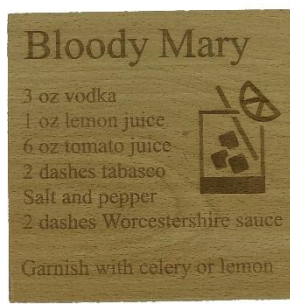 Bloody Mary
3 oz vodka
1 oz lemon juice
6 oz tomato juice
2 dashes tabasco
Salt and pepper
2 dashes Worcestershire sauce
Garnish with celery or lemon